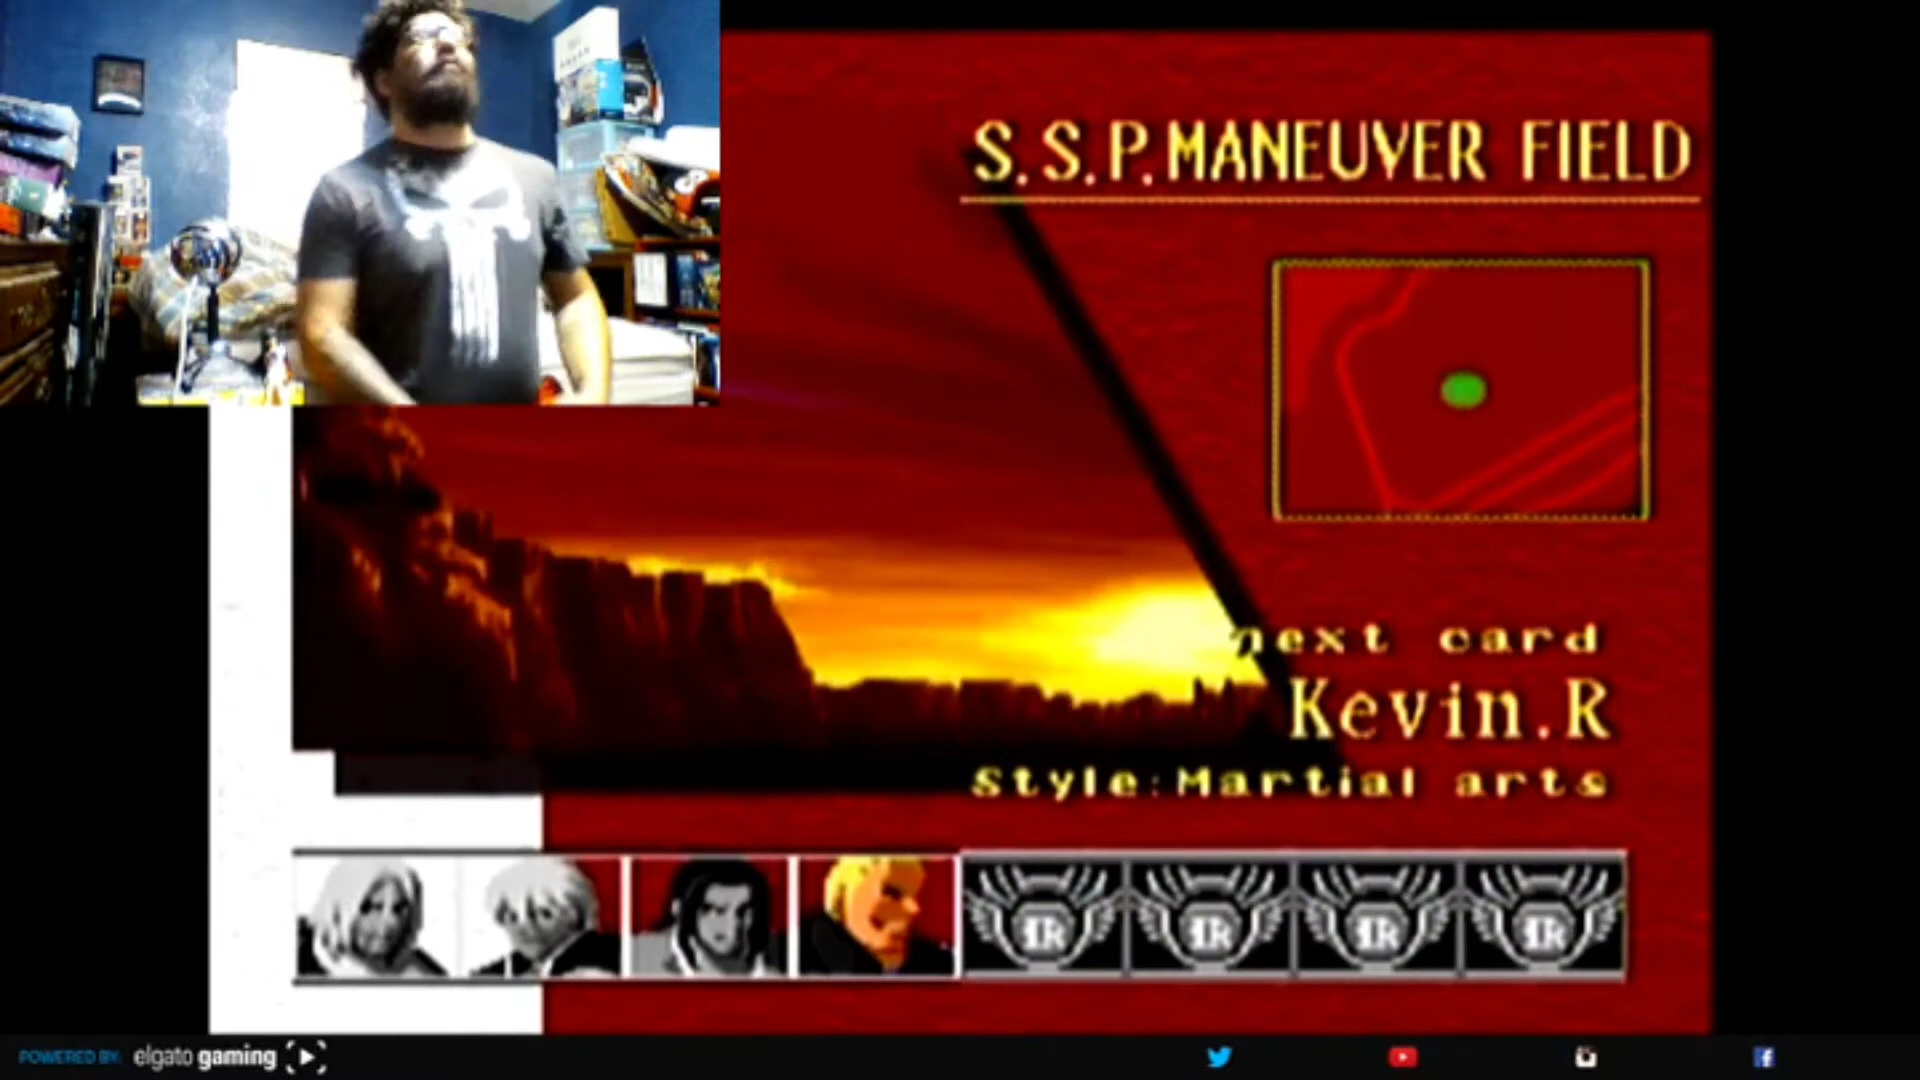 S.S.P.MANEUVER FIELD
next card
Kevin.R
Style:Martial arts
R
R
R
R
POWERED BY: elgato gaming